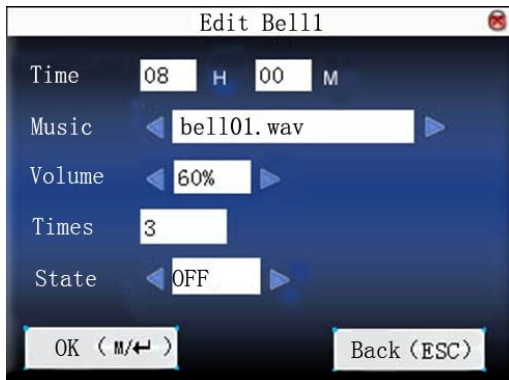 Edit Bell1
Time 08 H 00 M
Music bell01.wav
Volume 60%
Times 3
State OFF
OK (M/↵) Back(ESC)